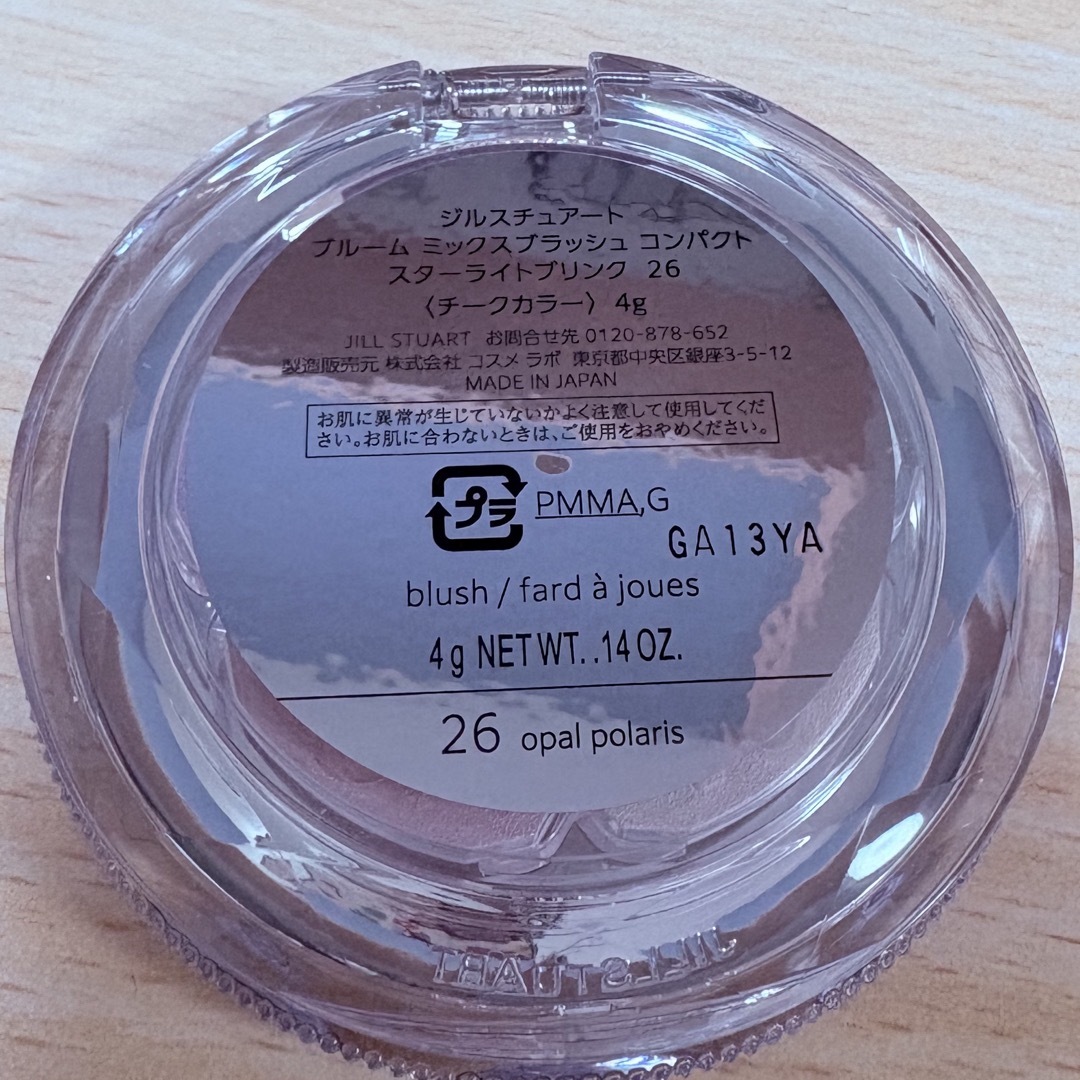 ジルスチュアート
ブルーム ミックスブラッシュ コンパクト
スターライトブリンク 26
〈チークカラー〉 4g
JILL STUART お問合せ先 0120-878-652
製造販売元 株式会社 コスメ ラボ 東京都中央区銀座3-5-12
MADE IN JAPAN
お肌に異常が生じていないかよく注意して使用してくだ
さい。お肌に合わないときは、ご使用をおやめください。
プラ PMMA,G
GA13YA
blush / fard à joues
4g NET WT. .14 OZ.
26 opal polaris
JILL STUART